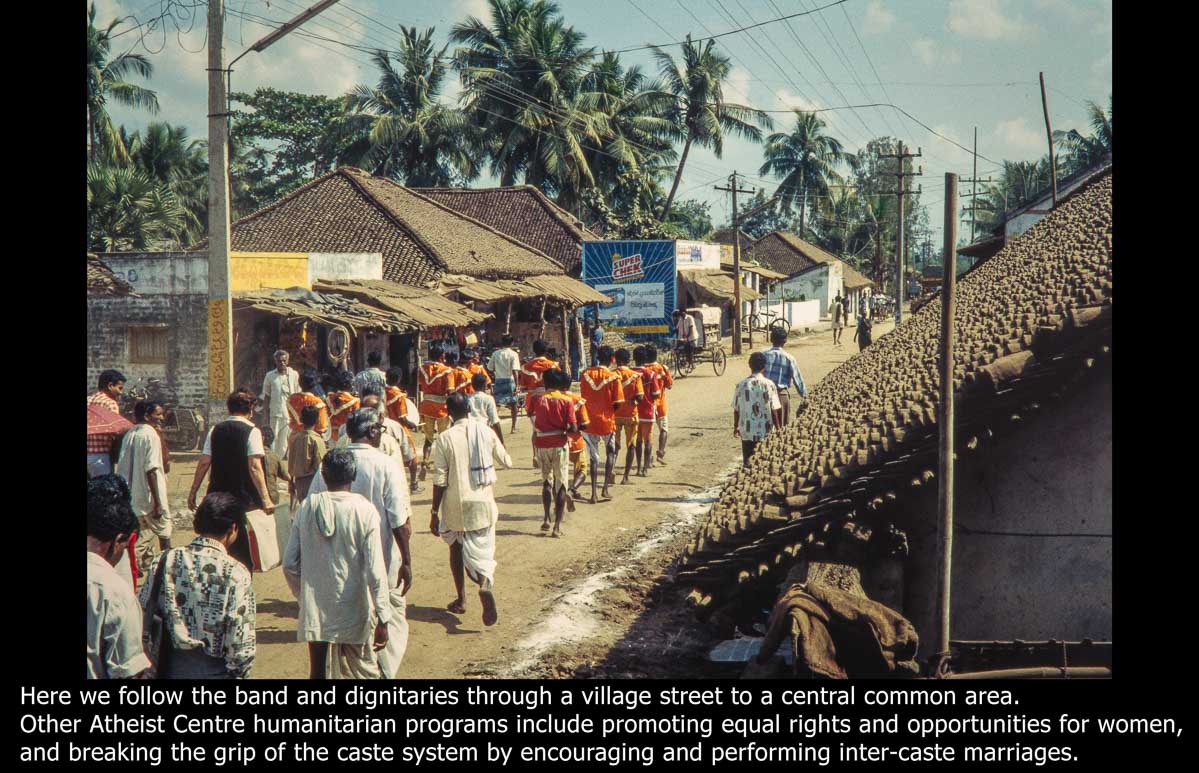 SUPER
CHEK
Here we follow the band and dignitaries through a village street to a central common area.
Other Atheist Centre humanitarian programs include promoting equal rights and opportunities for women,
and breaking the grip of the caste system by encouraging and performing inter-caste marriages.